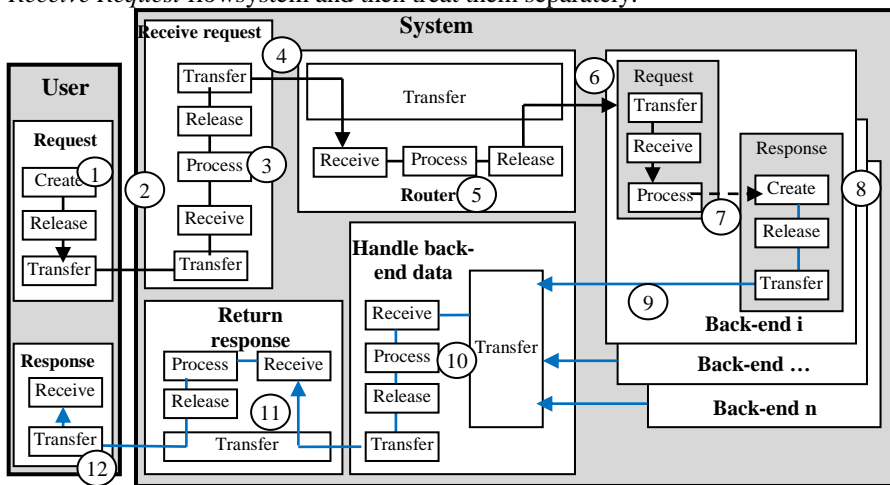 Receive Request flowsystem and then treat them separately.
System
Receive request
4
6
Transfer
Transfer
Request
User
Transfer
Release
Request
Receive
Response
Create
1
Process
3
Receive
Process
Release
Process
Create
8
2
Router
5
7
Release
Receive
Release
Transfer
Transfer
Handle back-
end data
Transfer
9
Return
response
Receive
Back-end i
Response
Process
Receive
Process
10
Transfer
Back-end …
Receive
Release
11
Release
Back-end n
Transfer
Transfer
Transfer
12